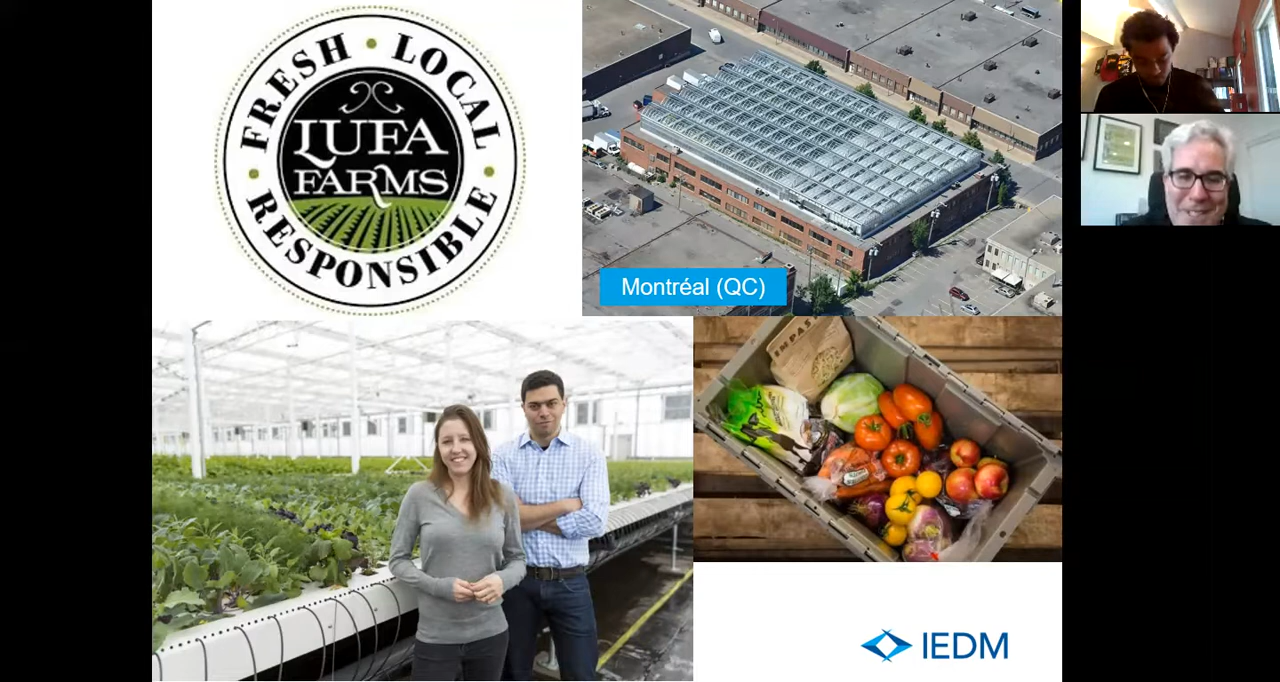 FRESH • LOCAL
LUFA
FARMS
• RESPONSIBLE •
Montréal (QC)
IEDM